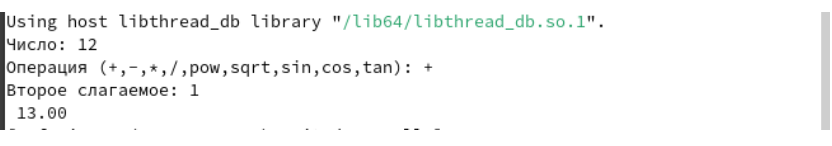 Using host libthread_db library "/lib64/libthread_db.so.1".
Число: 12
Операция (+,-,*,/,pow,sqrt,sin,cos,tan): +
Второе слагаемое: 1
13.00